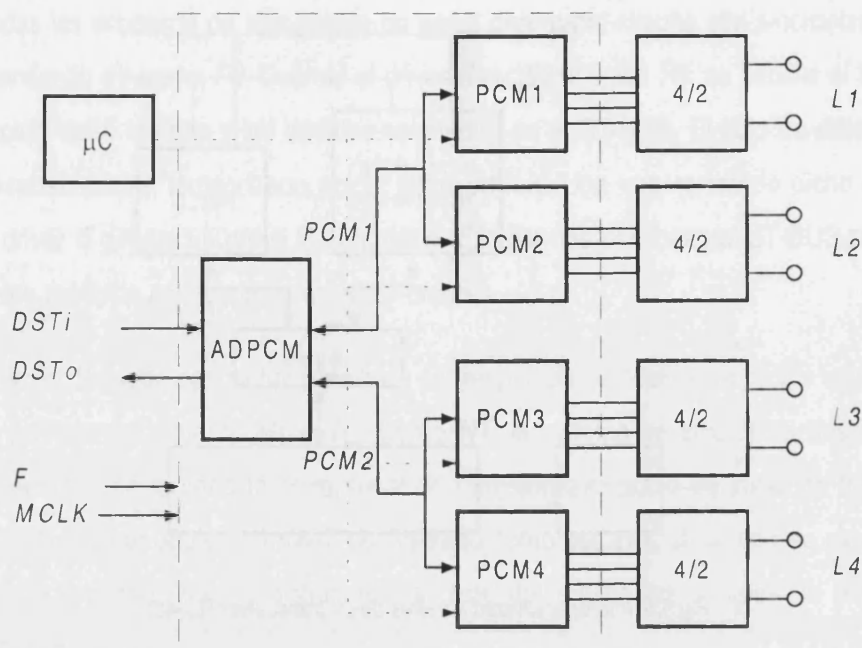 µC
PCM1
4/2
L1
PCM1
PCM2
4/2
L2
DSTi
ADPCM
DSTo
PCM3
4/2
L3
PCM2
F
MCLK
PCM4
4/2
L4